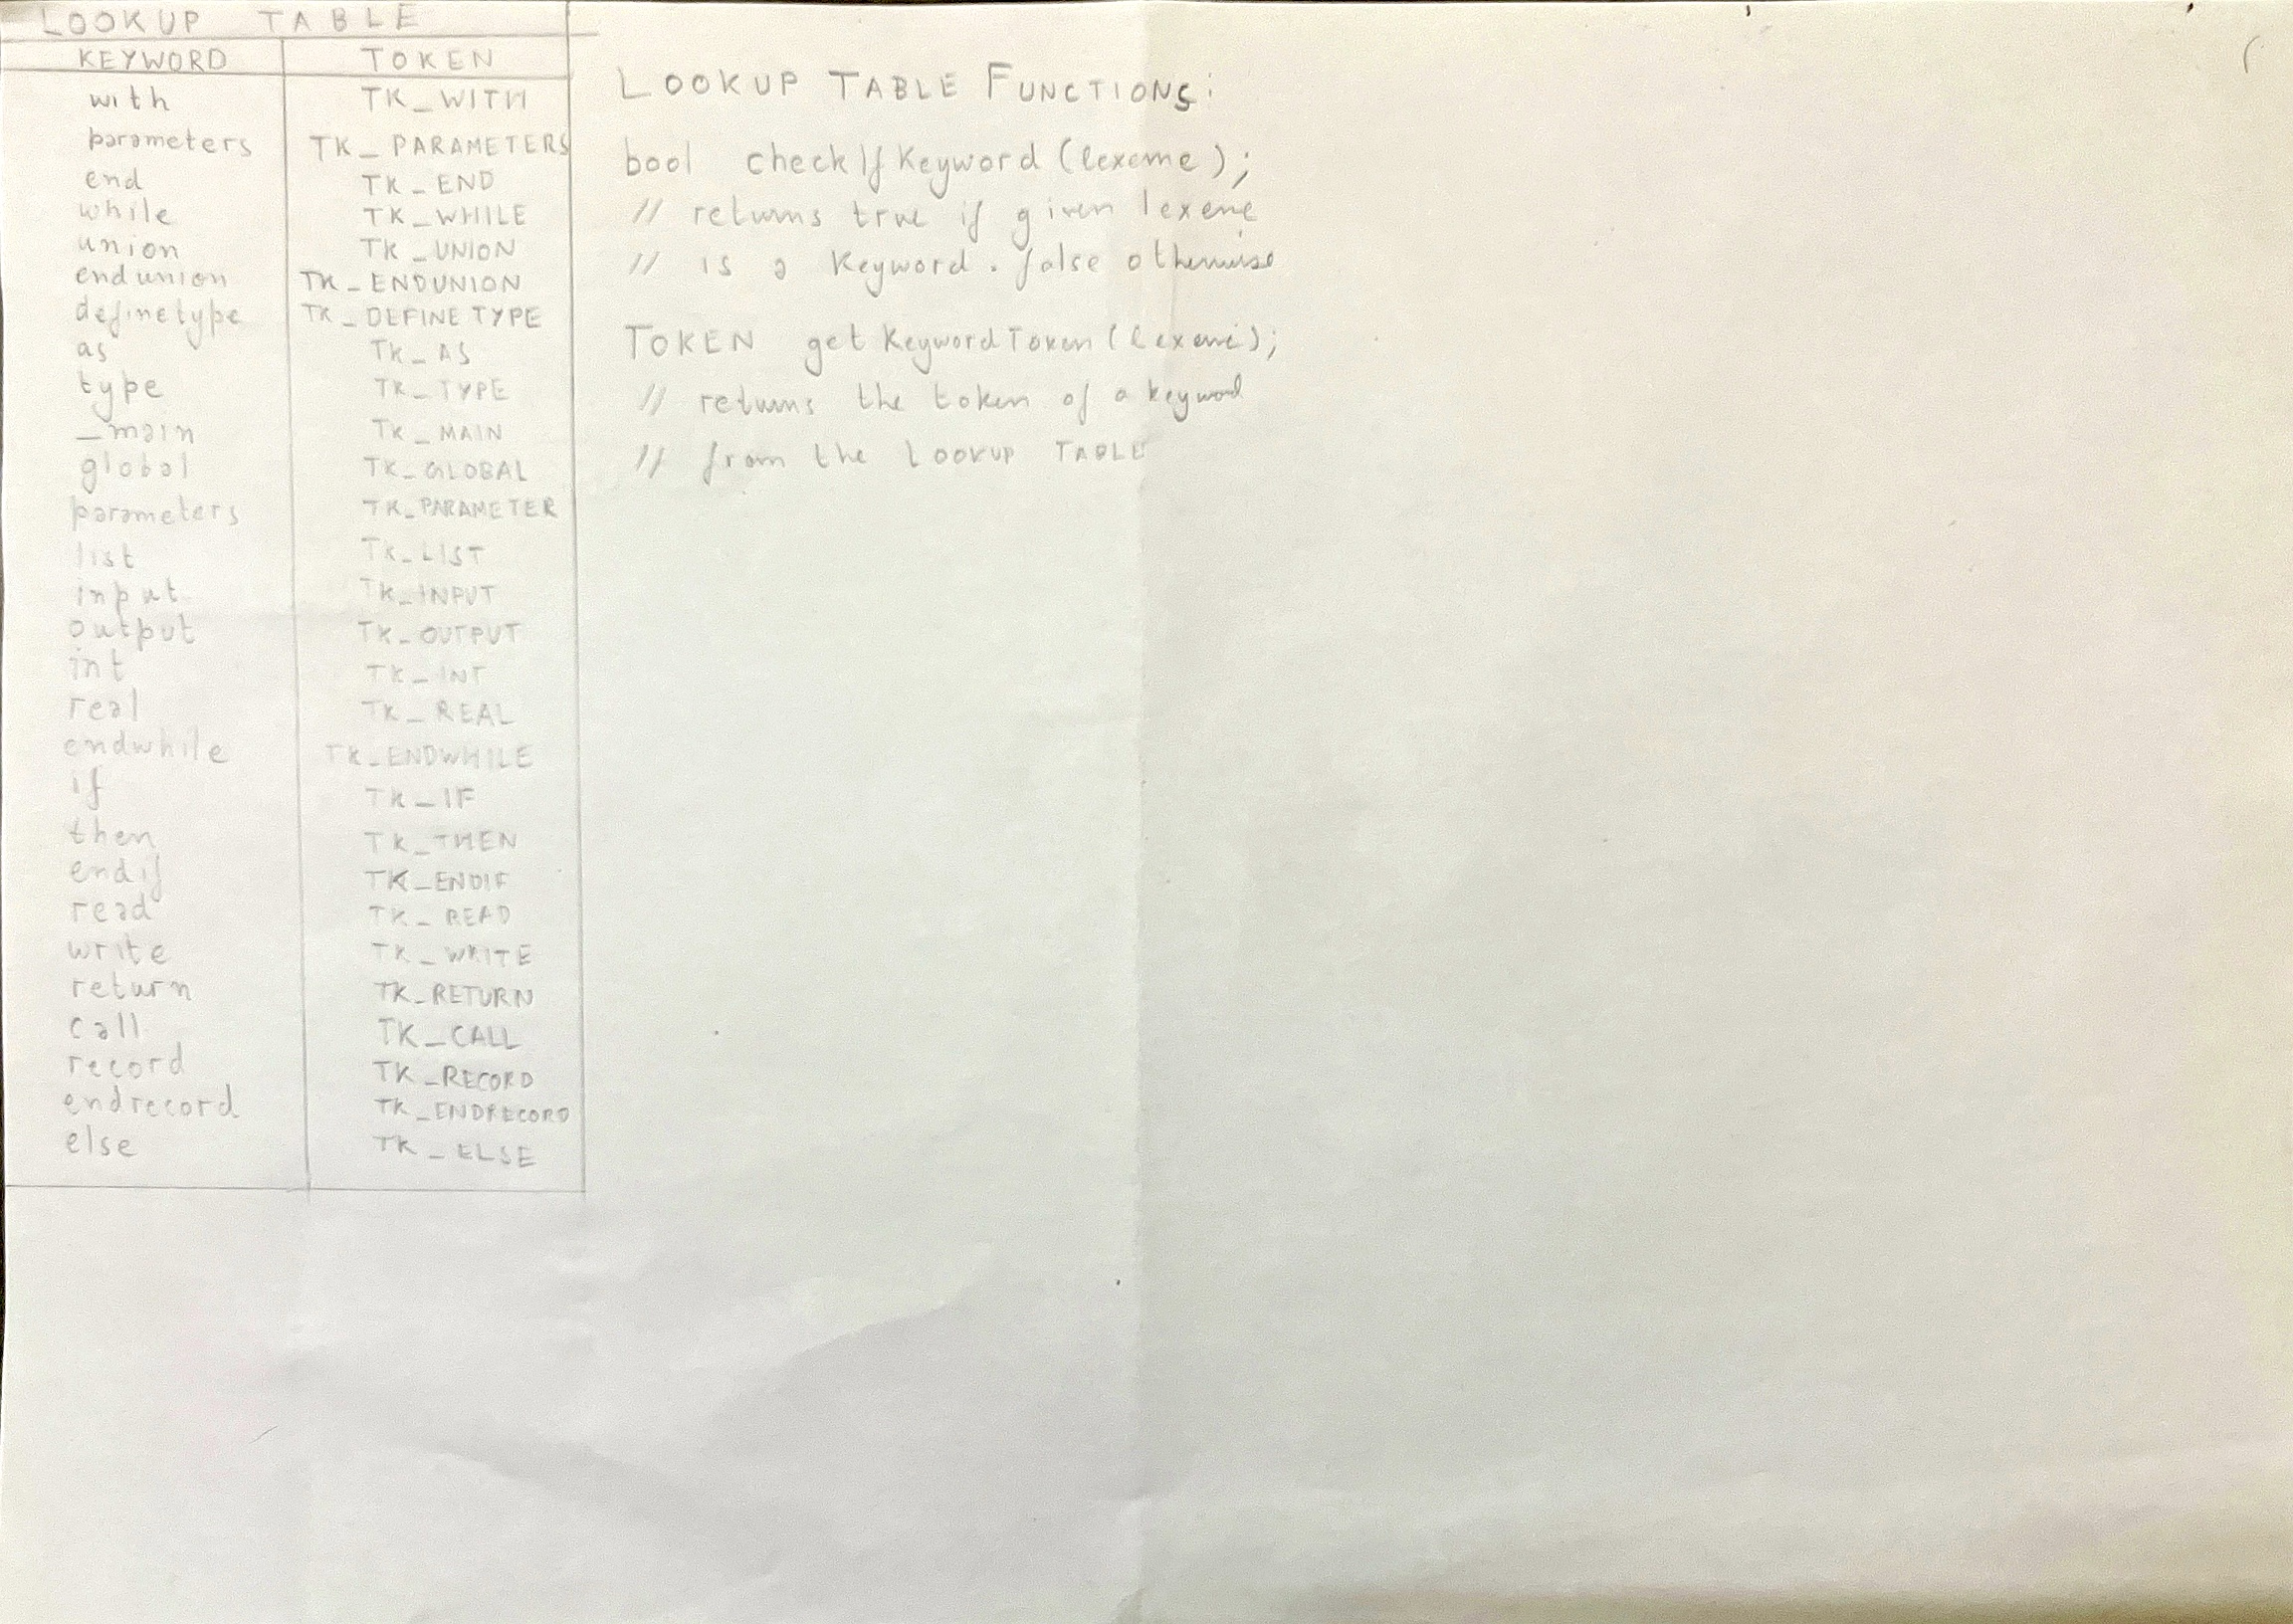 LOOKUP TABLE
KEYWORD TOKEN
with TK_WITH
parameters TK_PARAMETERS
end TK_END
while TK_WHILE
union TK_UNION
endunion TK_ENDUNION
definetype TK_DEFINETYPE
as TK_AS
type TK_TYPE
_main TK_MAIN
global TK_GLOBAL
parameters TK_PARAMETER
list TK_LIST
input TK_INPUT
output TK_OUTPUT
int TK_INT
real TK_REAL
endwhile TK_ENDWHILE
if TK_IF
then TK_THEN
endif TK_ENDIF
read TK_READ
write TK_WRITE
return TK_RETURN
call TK_CALL
record TK_RECORD
endrecord TK_ENDRECORD
else TK_ELSE
LOOKUP TABLE FUNCTIONS:
bool checkIfKeyword (lexeme);
// returns true if given lexeme
// is a keyword. false otherwise
TOKEN getKeywordToken (lexeme);
// returns the token of a keyword
// from the LOOKUP TABLE